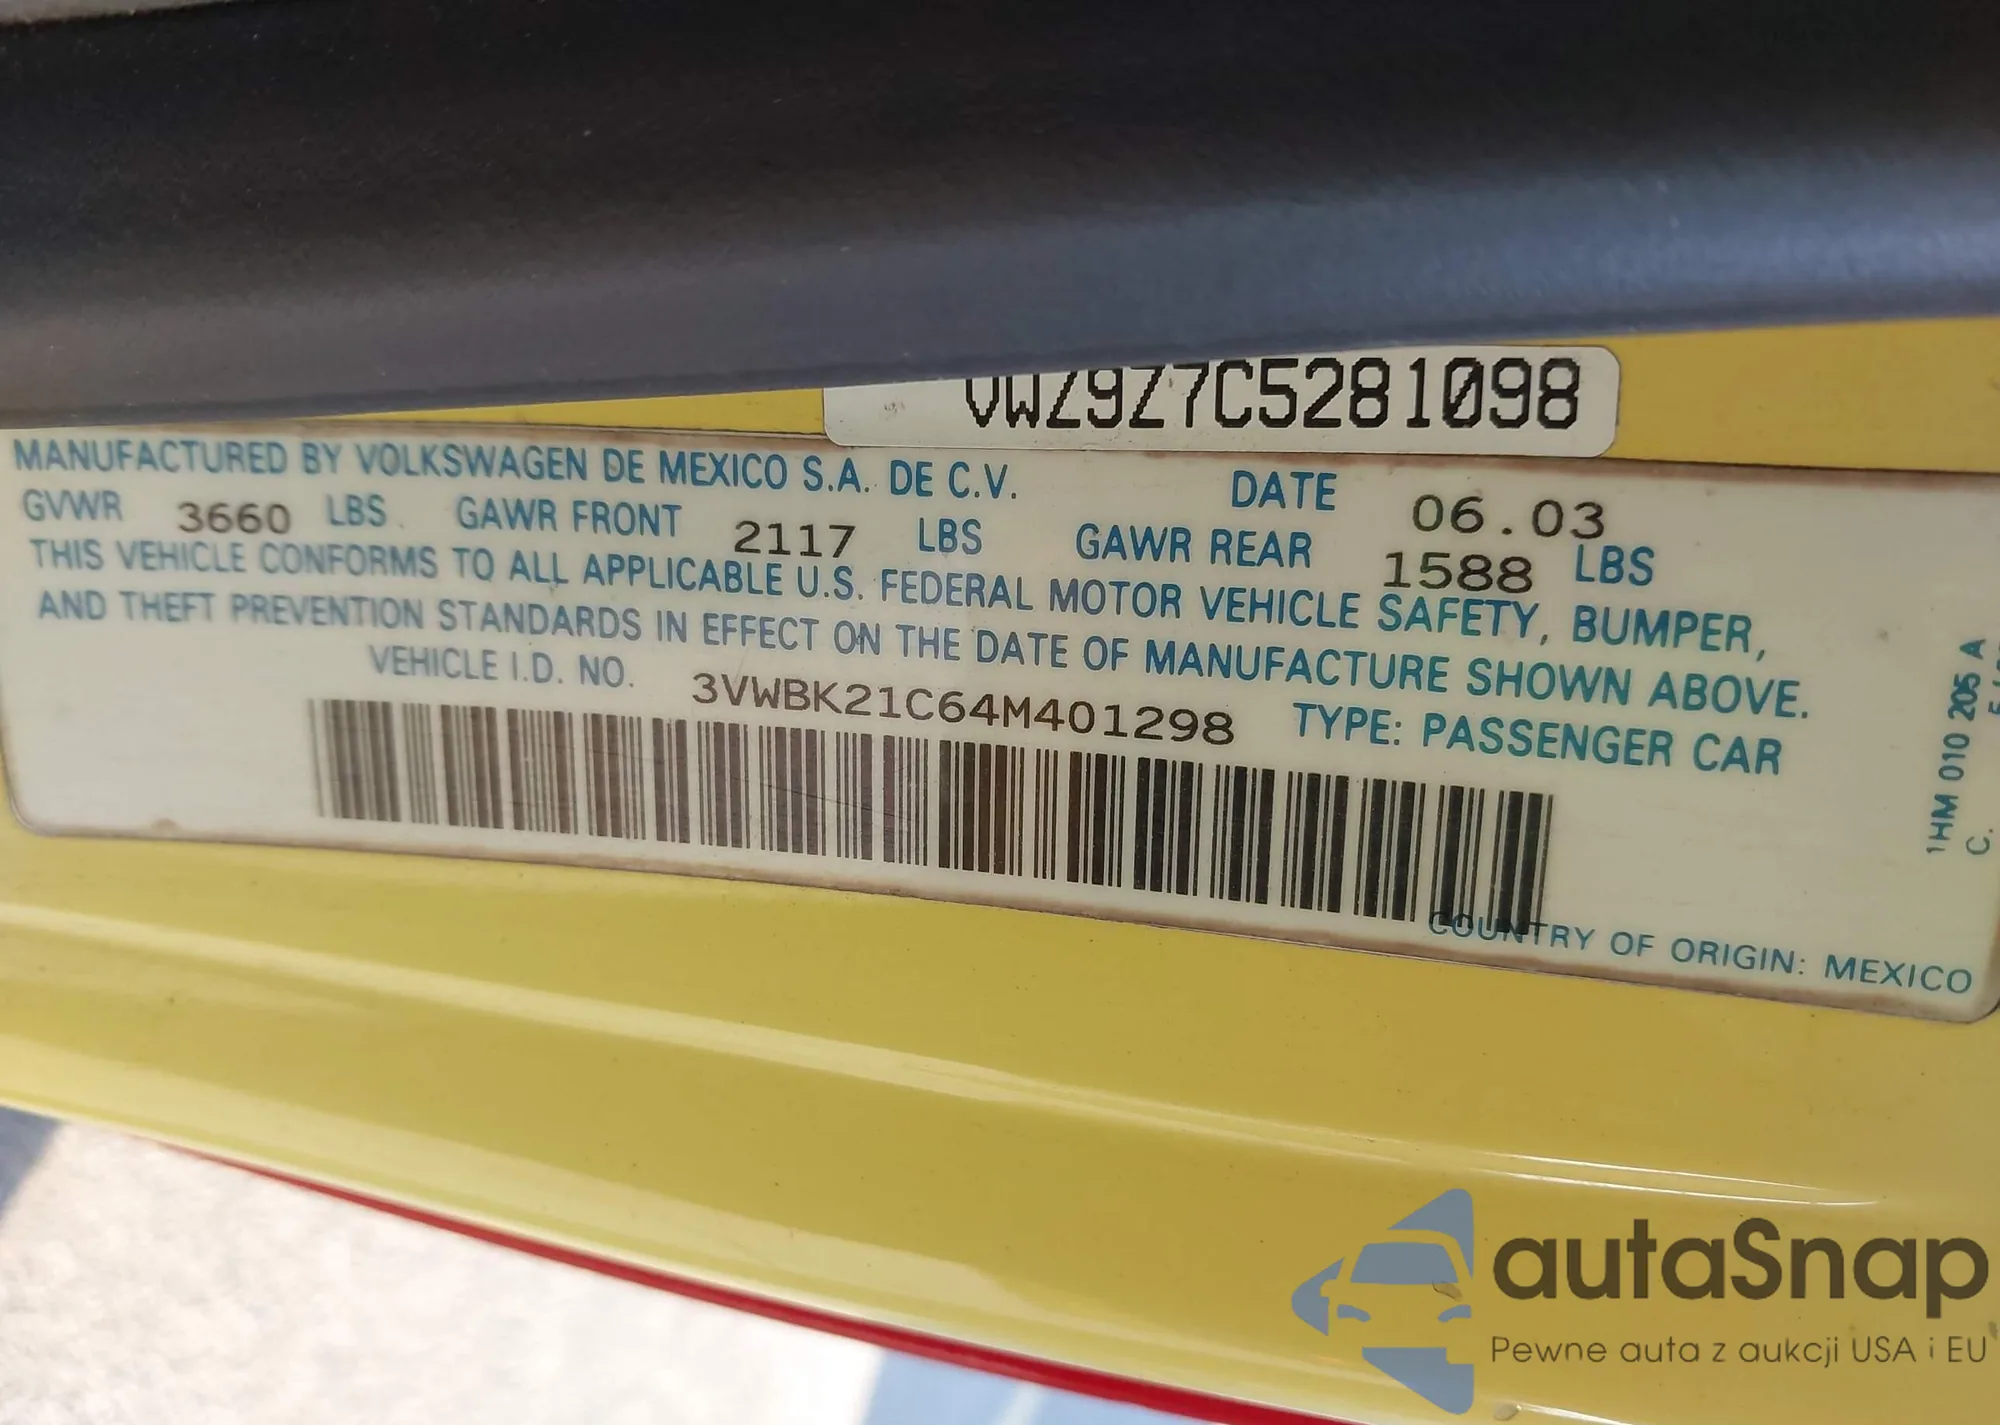 VWZ9Z7C5281098
MANUFACTURED BY VOLKSWAGEN DE MEXICO S.A. DE C.V. DATE 06.03
GVWR 3660 LBS GAWR FRONT 2117 LBS GAWR REAR 1588 LBS
THIS VEHICLE CONFORMS TO ALL APPLICABLE U.S. FEDERAL MOTOR VEHICLE SAFETY, BUMPER,
AND THEFT PREVENTION STANDARDS IN EFFECT ON THE DATE OF MANUFACTURE SHOWN ABOVE.
VEHICLE I.D. NO. 3VWBK21C64M401298 TYPE: PASSENGER CAR
COUNTRY OF ORIGIN: MEXICO
1HM 010 205 A
C.
autaSnap
Pewne auta z aukcji USA i EU